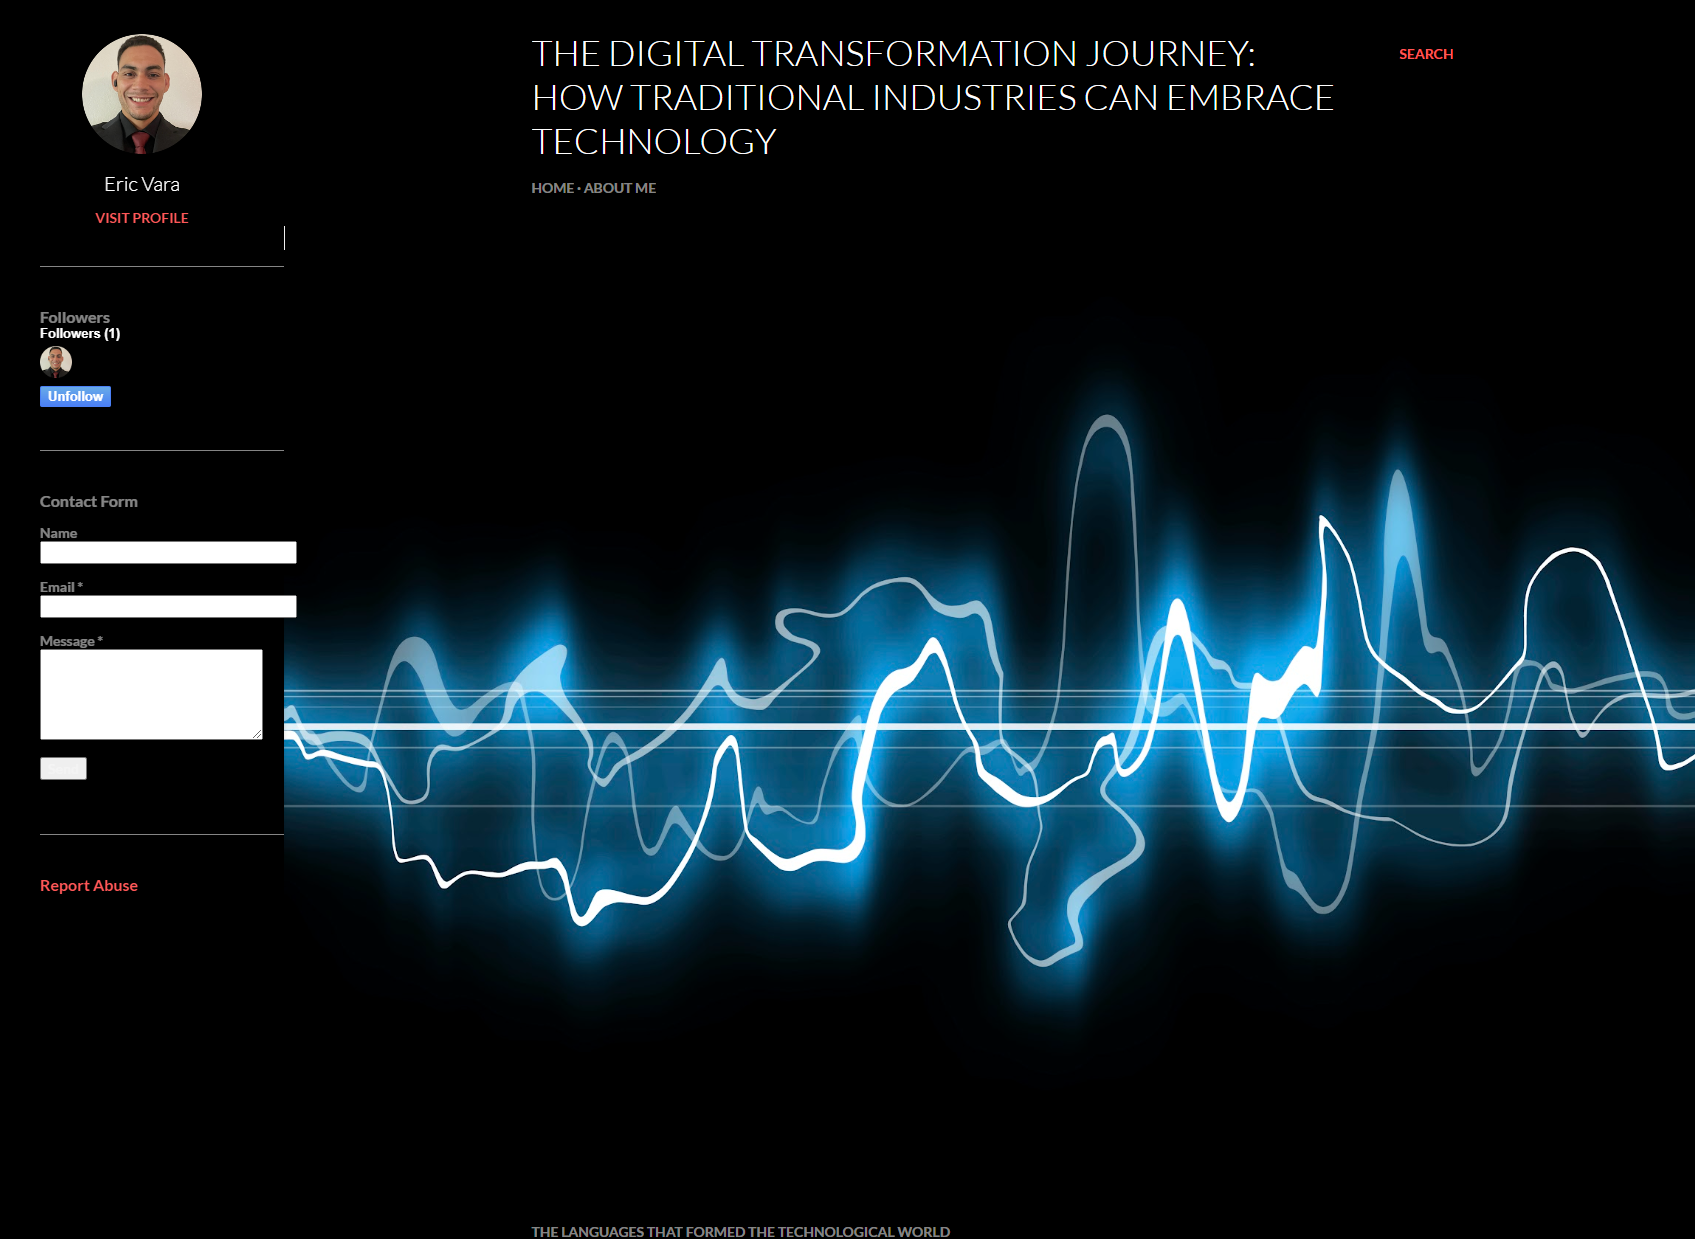 Eric Vara
VISIT PROFILE
Followers
Followers (1)
Unfollow
Contact Form
Name
Email *
Message *
Report Abuse
THE DIGITAL TRANSFORMATION JOURNEY:
HOW TRADITIONAL INDUSTRIES CAN EMBRACE
TECHNOLOGY
SEARCH
HOME · ABOUT ME
THE LANGUAGES THAT FORMED THE TECHNOLOGICAL WORLD